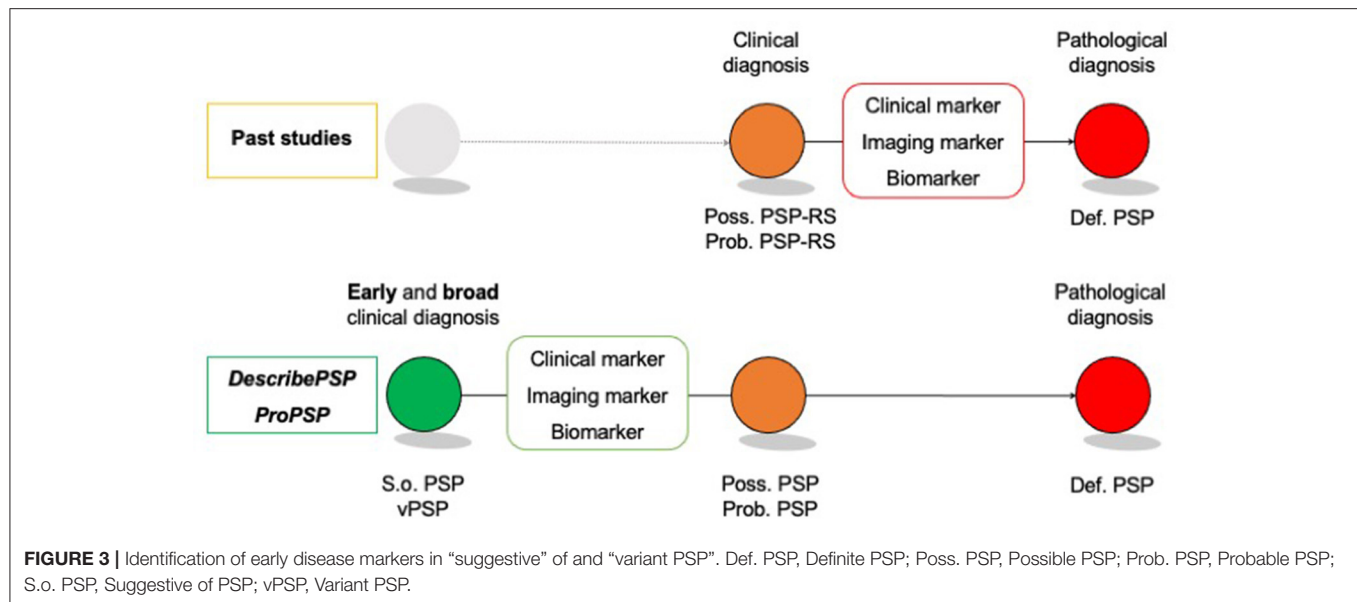 Clinical
diagnosis
Pathological
diagnosis
Past studies
Clinical marker
Imaging marker
Biomarker
Poss. PSP-RS
Prob. PSP-RS
Def. PSP
Early and broad
clinical diagnosis
Pathological
diagnosis
DescribePSP
ProPSP
Clinical marker
Imaging marker
Biomarker
S.o. PSP
vPSP
Poss. PSP
Prob. PSP
Def. PSP
FIGURE 3 | Identification of early disease markers in “suggestive” of and “variant PSP”. Def. PSP, Definite PSP; Poss. PSP, Possible PSP; Prob. PSP, Probable PSP;
S.o. PSP, Suggestive of PSP; vPSP, Variant PSP.